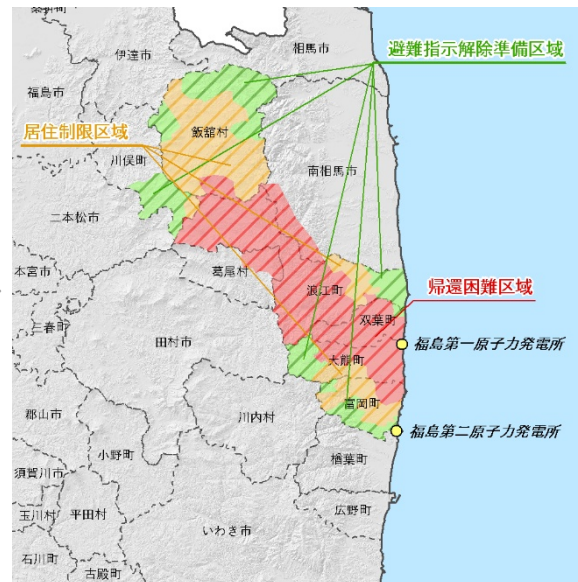 桑折町
伊達市
相馬市
避難指示解除準備区域
福島市
飯舘村
居住制限区域
川俣町
南相馬市
二本松市
本宮市
葛尾村
浪江町
帰還困難区域
双葉町
三春町
田村市
大熊町
福島第一原子力発電所
郡山市
川内村
富岡町
福島第二原子力発電所
小野町
楢葉町
須賀川市
玉川村
平田村
広野町
いわき市
石川町
古殿町